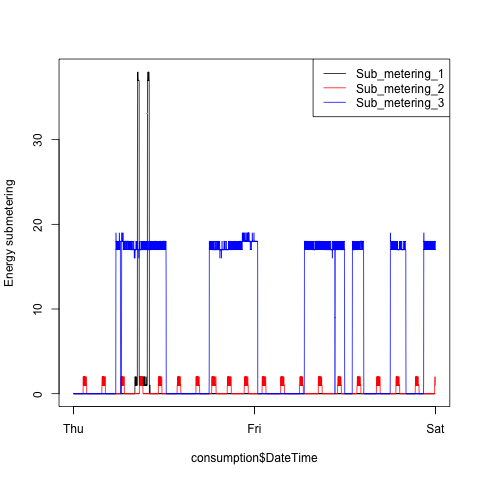 Sub_metering_1
Sub_metering_2
Sub_metering_3
Energy submetering
30
20
10
0
Thu
Fri
Sat
consumption$DateTime